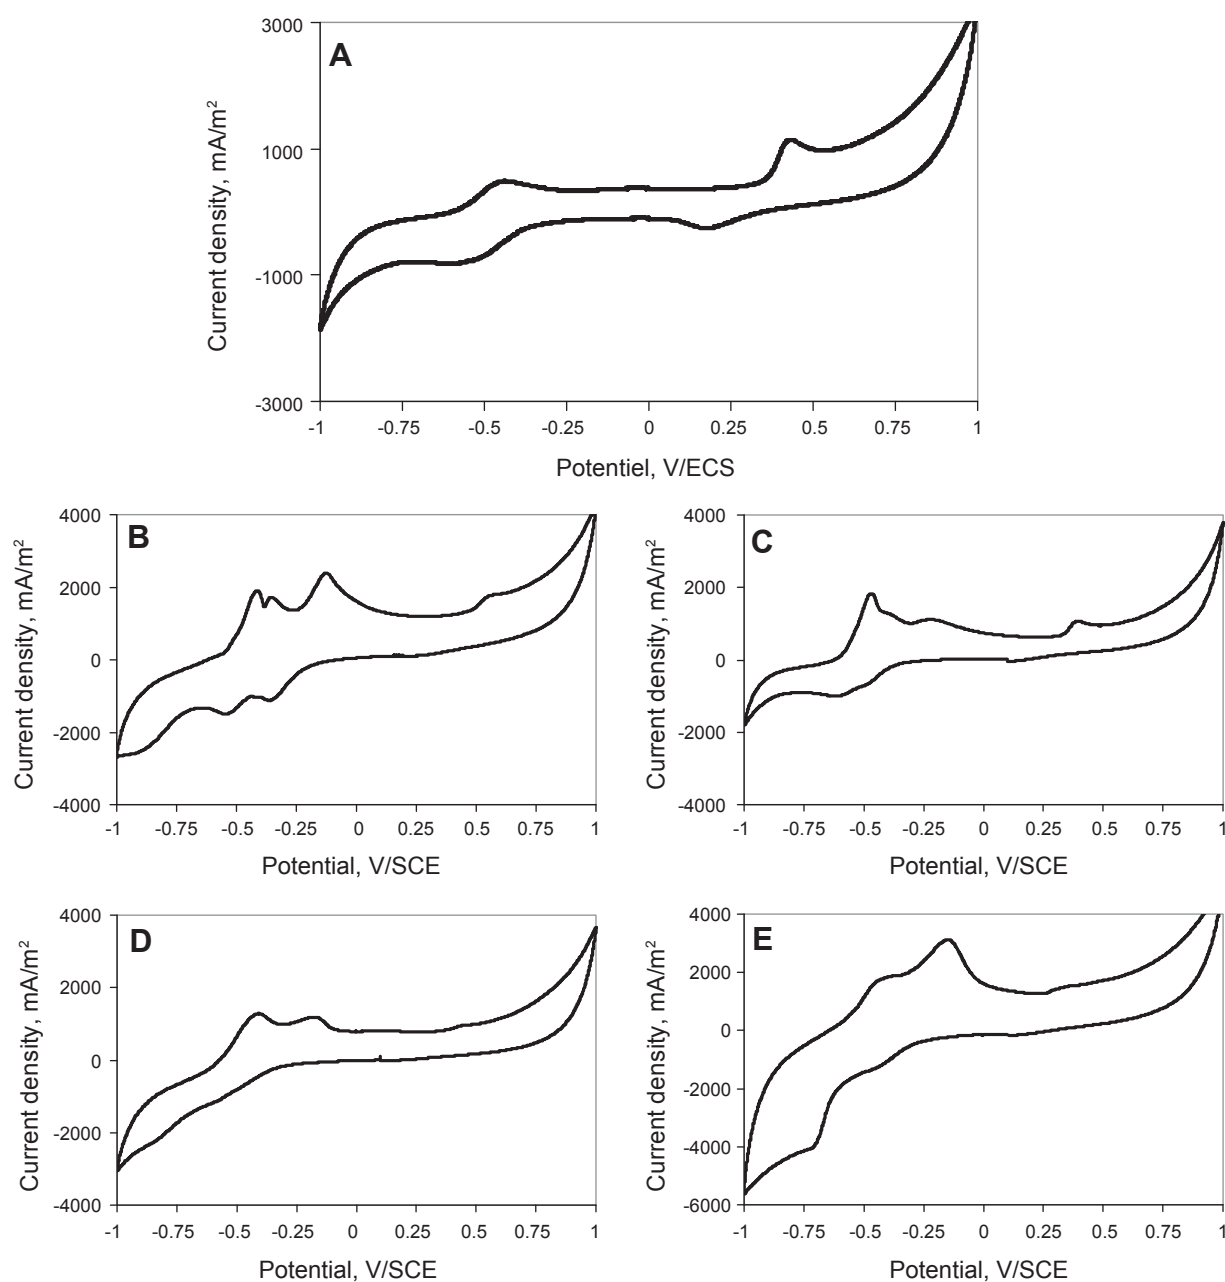 A
3000
1000
-1000
-3000
Current density, mA/m²
-1 -0.75 -0.5 -0.25 0 0.25 0.5 0.75 1
Potentiel, V/ECS
B
4000
2000
0
-2000
-4000
Current density, mA/m²
-1 -0.75 -0.5 -0.25 0 0.25 0.5 0.75 1
Potential, V/SCE
C
4000
2000
0
-2000
-4000
Current density, mA/m²
-1 -0.75 -0.5 -0.25 0 0.25 0.5 0.75 1
Potential, V/SCE
D
4000
2000
0
-2000
-4000
Current density, mA/m²
-1 -0.75 -0.5 -0.25 0 0.25 0.5 0.75 1
Potential, V/SCE
E
4000
2000
0
-2000
-4000
-6000
Current density, mA/m²
-1 -0.75 -0.5 -0.25 0 0.25 0.5 0.75 1
Potential, V/SCE